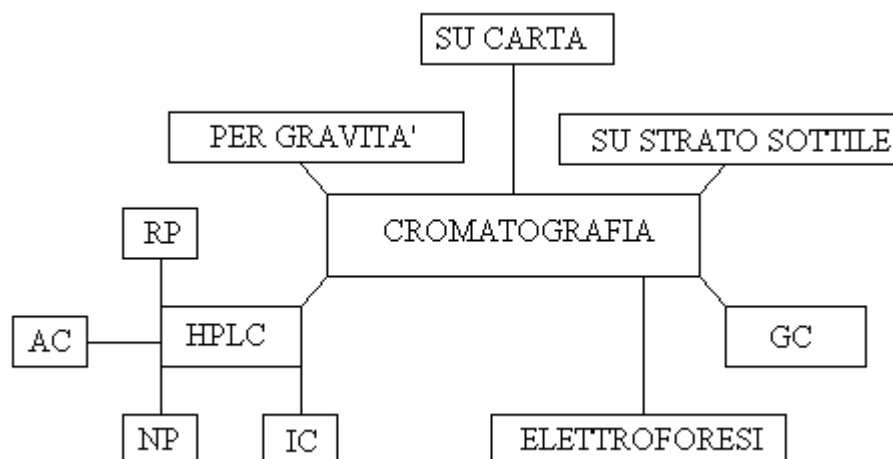 SU CARTA
PER GRAVITA'
SU STRATO SOTTILE
CROMATOGRAFIA
RP
HPLC
AC
GC
NP
IC
ELETTROFORESI